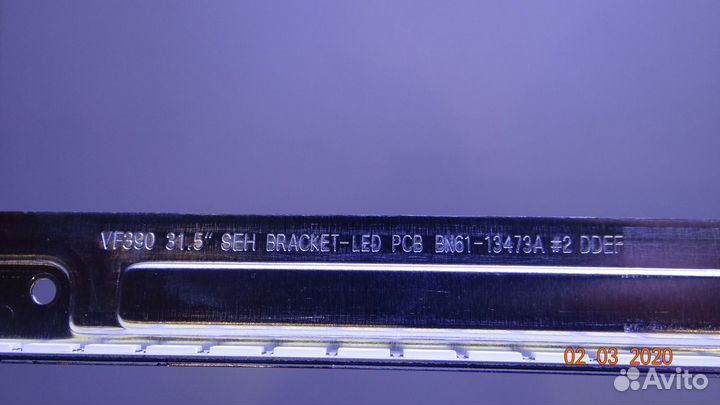 VF390 31.5" SEH BRACKET-LED PCB BN61-13473A #2 DDEF
02-03 2020
Avito